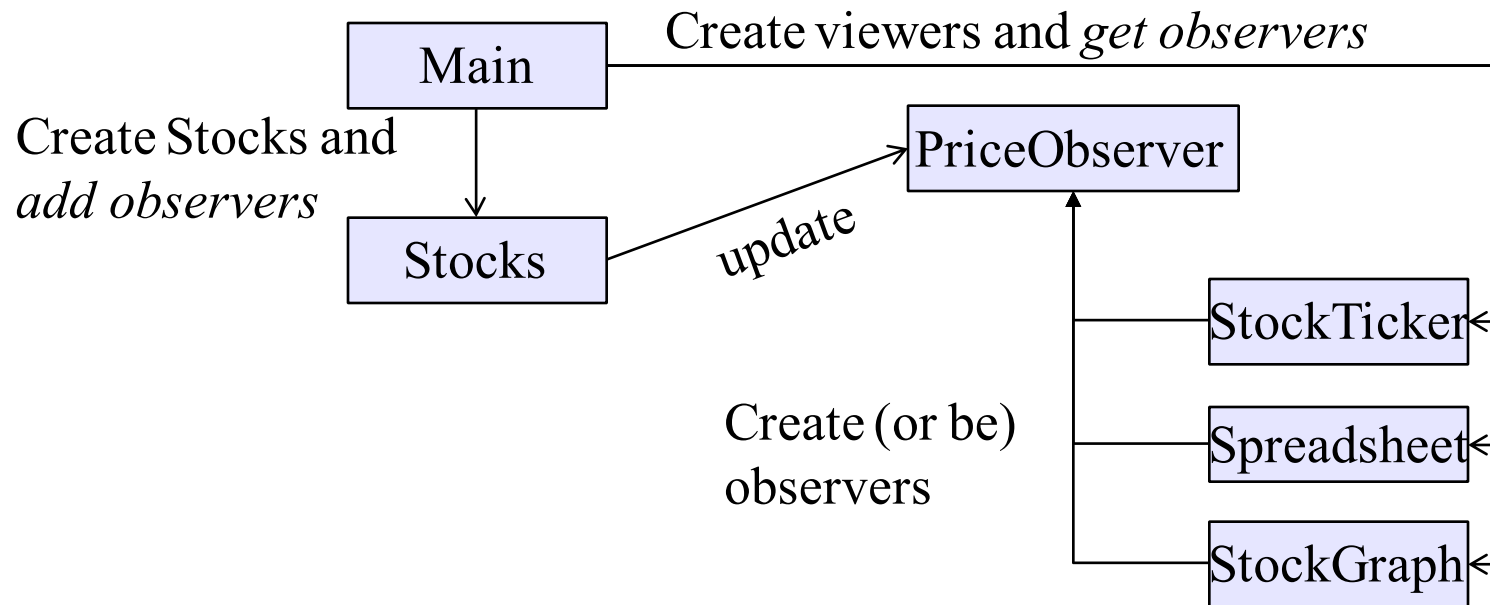 Create viewers and get observers
Main
Create Stocks and
add observers
PriceObserver
update
Stocks
StockTicker
Create (or be)
observers
Spreadsheet
StockGraph